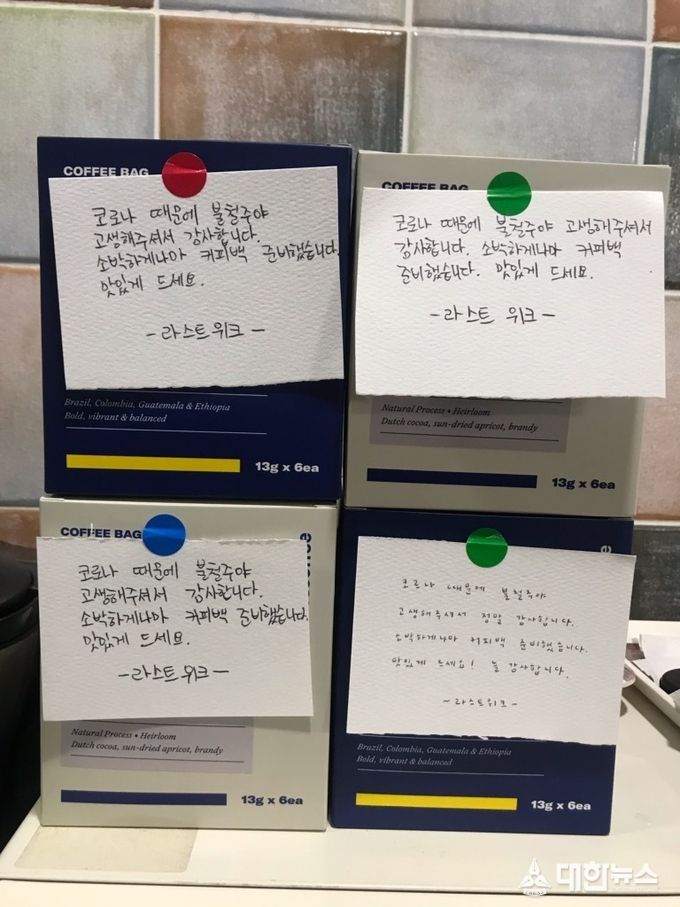 COFFEE BAG
코로나 때문에 불철주야
고생해주셔서 감사합니다.
소박하게나마 커피백 준비했습니다.
맛있게 드세요.
- 라스트위크 -
Brazil, Colombia, Guatemala & Ethiopia
Bold, vibrant & balanced
13g x 6ea
COFFEE BAG
코로나 때문에 불철주야 고생해주셔서
감사합니다. 소박하게나마 커피백
준비했습니다. 맛있게 드세요.
- 라스트 위크 -
Natural Process • Heirloom
Dutch cocoa, sun-dried apricot, brandy
13g x 6ea
COFFEE BAG
코로나 때문에 불철주야
고생해주셔서 감사합니다.
소박하게나마 커피백 준비했습니다.
맛있게 드세요.
- 라스트위크 -
Natural Process • Heirloom
Dutch cocoa, sun-dried apricot, brandy
13g x 6ea
코로나 때문에 불철주야
고생해주셔서 정말 감사합니다.
소박하게나마 커피백 준비했습니다.
맛있게 드세요! 늘 감사합니다.
- 라스트위크 -
Brazil, Colombia, Guatemala & Ethiopia
Bold, vibrant & balanced
13g x 6ea
대한뉴스